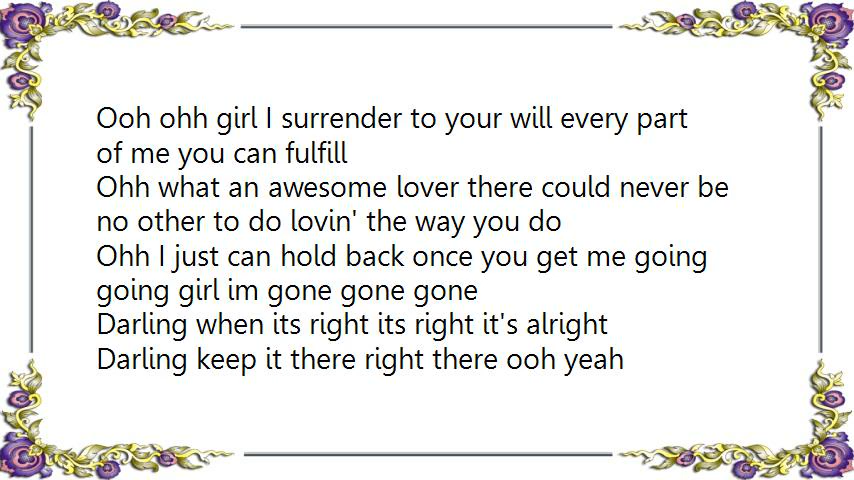 Ooh ohh girl I surrender to your will every part
of me you can fulfill
Ohh what an awesome lover there could never be
no other to do lovin' the way you do
Ohh I just can hold back once you get me going
going girl im gone gone gone
Darling when its right its right it's alright
Darling keep it there right there ooh yeah